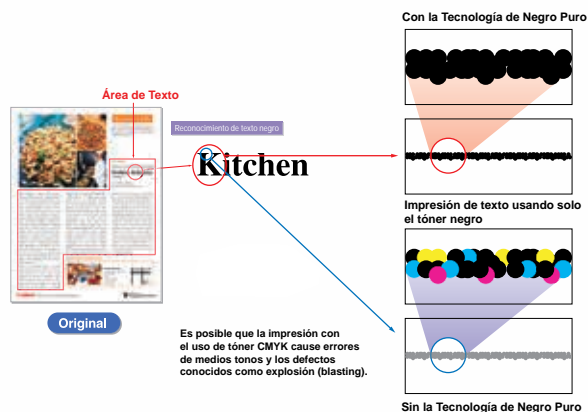 Con la Tecnología de Negro Puro
Área de Texto
Reconocimiento de texto negro
Kitchen
Impresión de texto usando solo
el tóner negro
Original
Es posible que la impresión con
el uso de tóner CMYK cause errores
de medios tonos y los defectos
conocidos como explosión (blasting).
Sin la Tecnología de Negro Puro